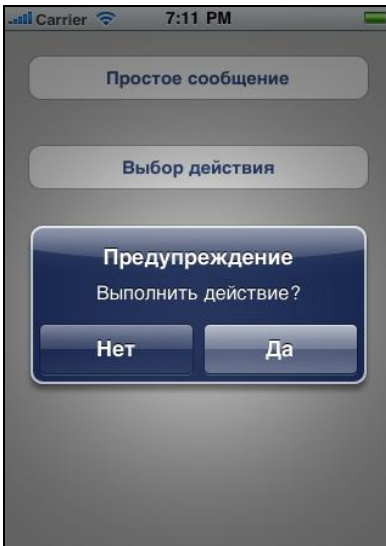 Carrier 7:11 PM
Простое сообщение
Выбор действия
Предупреждение
Выполнить действие?
Нет Да